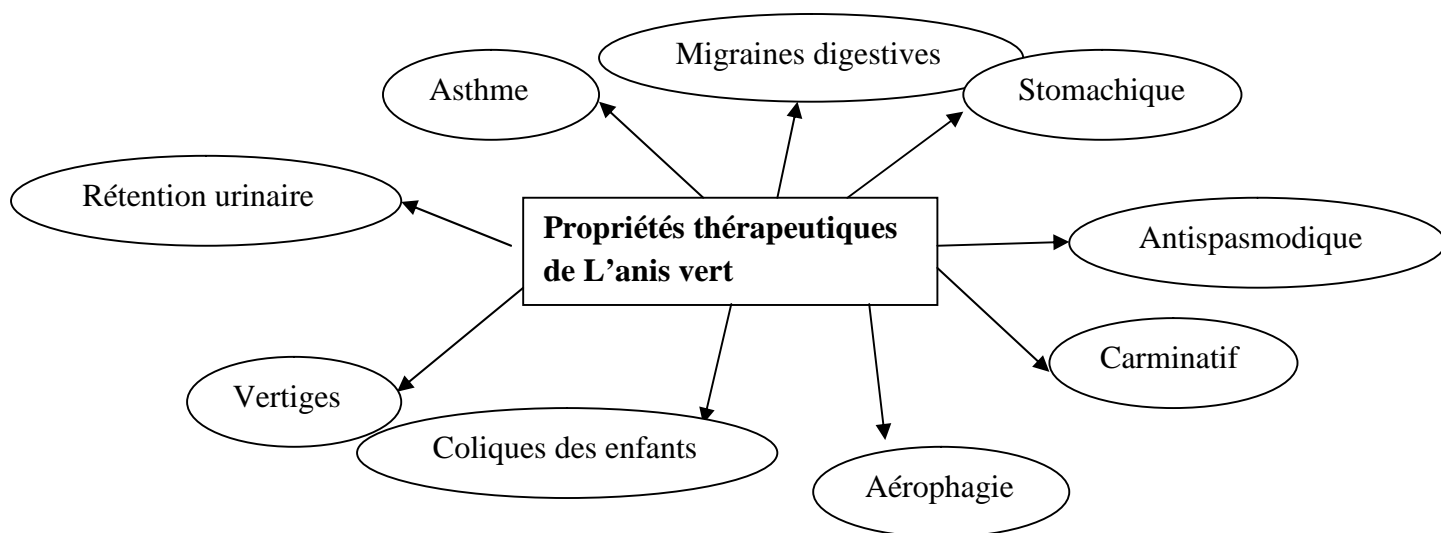 Migraines digestives
Asthme
Stomachique
Rétention urinaire
Propriétés thérapeutiques
de L’anis vert
Antispasmodique
Carminatif
Vertiges
Coliques des enfants
Aérophagie